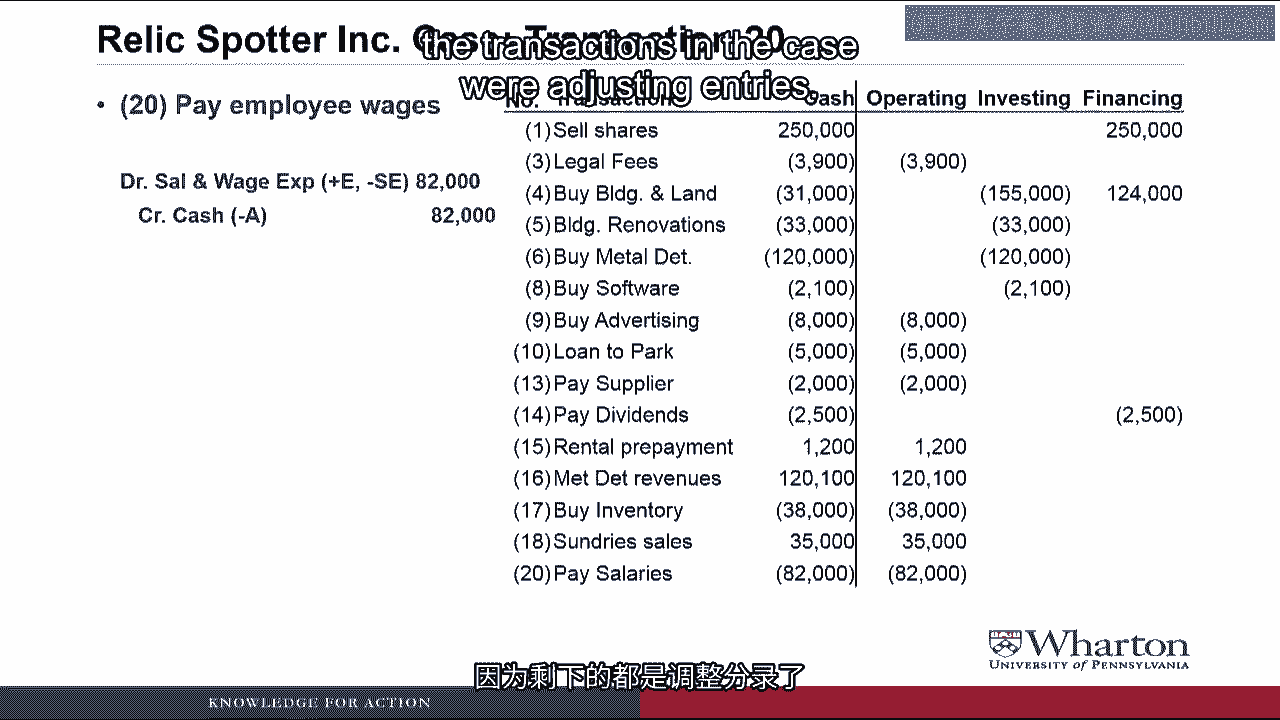 Relic Spotter Inc. Case: Transaction 20
the transactions in the case
were adjusting entries.
• (20) Pay employee wages
Dr. Sal & Wage Exp (+E, -SE) 82,000
Cr. Cash (-A) 82,000
No. Transaction Cash Operating Investing Financing
(1) Sell shares 250,000 250,000
(3) Legal Fees (3,900) (3,900)
(4) Buy Bldg. & Land (31,000) (155,000) 124,000
(5) Bldg. Renovations (33,000) (33,000)
(6) Buy Metal Det. (120,000) (120,000)
(8) Buy Software (2,100) (2,100)
(9) Buy Advertising (8,000) (8,000)
(10) Loan to Park (5,000) (5,000)
(13) Pay Supplier (2,000) (2,000)
(14) Pay Dividends (2,500) (2,500)
(15) Rental prepayment 1,200 1,200
(16) Met Det revenues 120,100 120,100
(17) Buy Inventory (38,000) (38,000)
(18) Sundries sales 35,000 35,000
(20) Pay Salaries (82,000) (82,000)
Wharton
UNIVERSITY of PENNSYLVANIA
因为剩下的都是调整分录了
KNOWLEDGE FOR ACTION